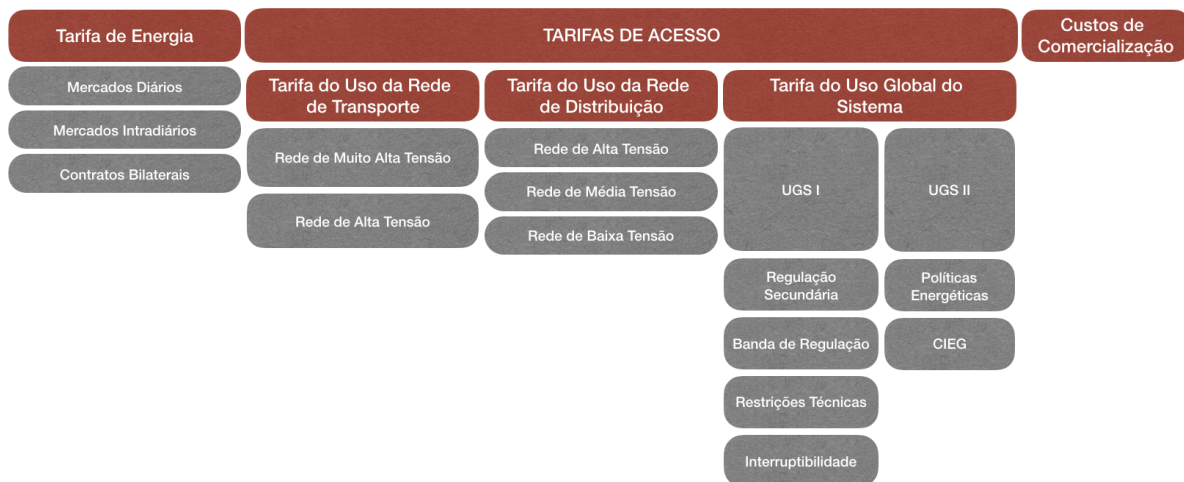 Tarifa de Energia
TARIFAS DE ACESSO
Custos de
Comercialização
Mercados Diários
Mercados Intradiários
Contratos Bilaterais
Tarifa do Uso da Rede
de Transporte
Rede de Muito Alta Tensão
Rede de Alta Tensão
Tarifa do Uso da Rede
de Distribuição
Rede de Alta Tensão
Rede de Média Tensão
Rede de Baixa Tensão
Tarifa do Uso Global do
Sistema
UGS I
Regulação
Secundária
Banda de Regulação
Restrições Técnicas
Interruptibilidade
UGS II
Políticas
Energéticas
CIEG